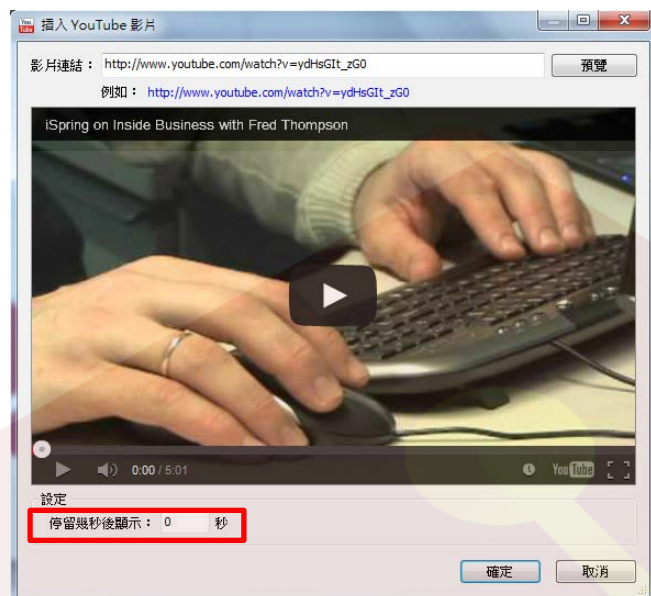 You Tube 插入 YouTube 影片
影片連結： http://www.youtube.com/watch?v=ydHsGIt_zG0 預覽
例如： http://www.youtube.com/watch?v=ydHsGIt_zG0
iSpring on Inside Business with Fred Thompson
0:00 / 5:01 YouTube
設定
停留幾秒後顯示： 0 秒
確定 取消